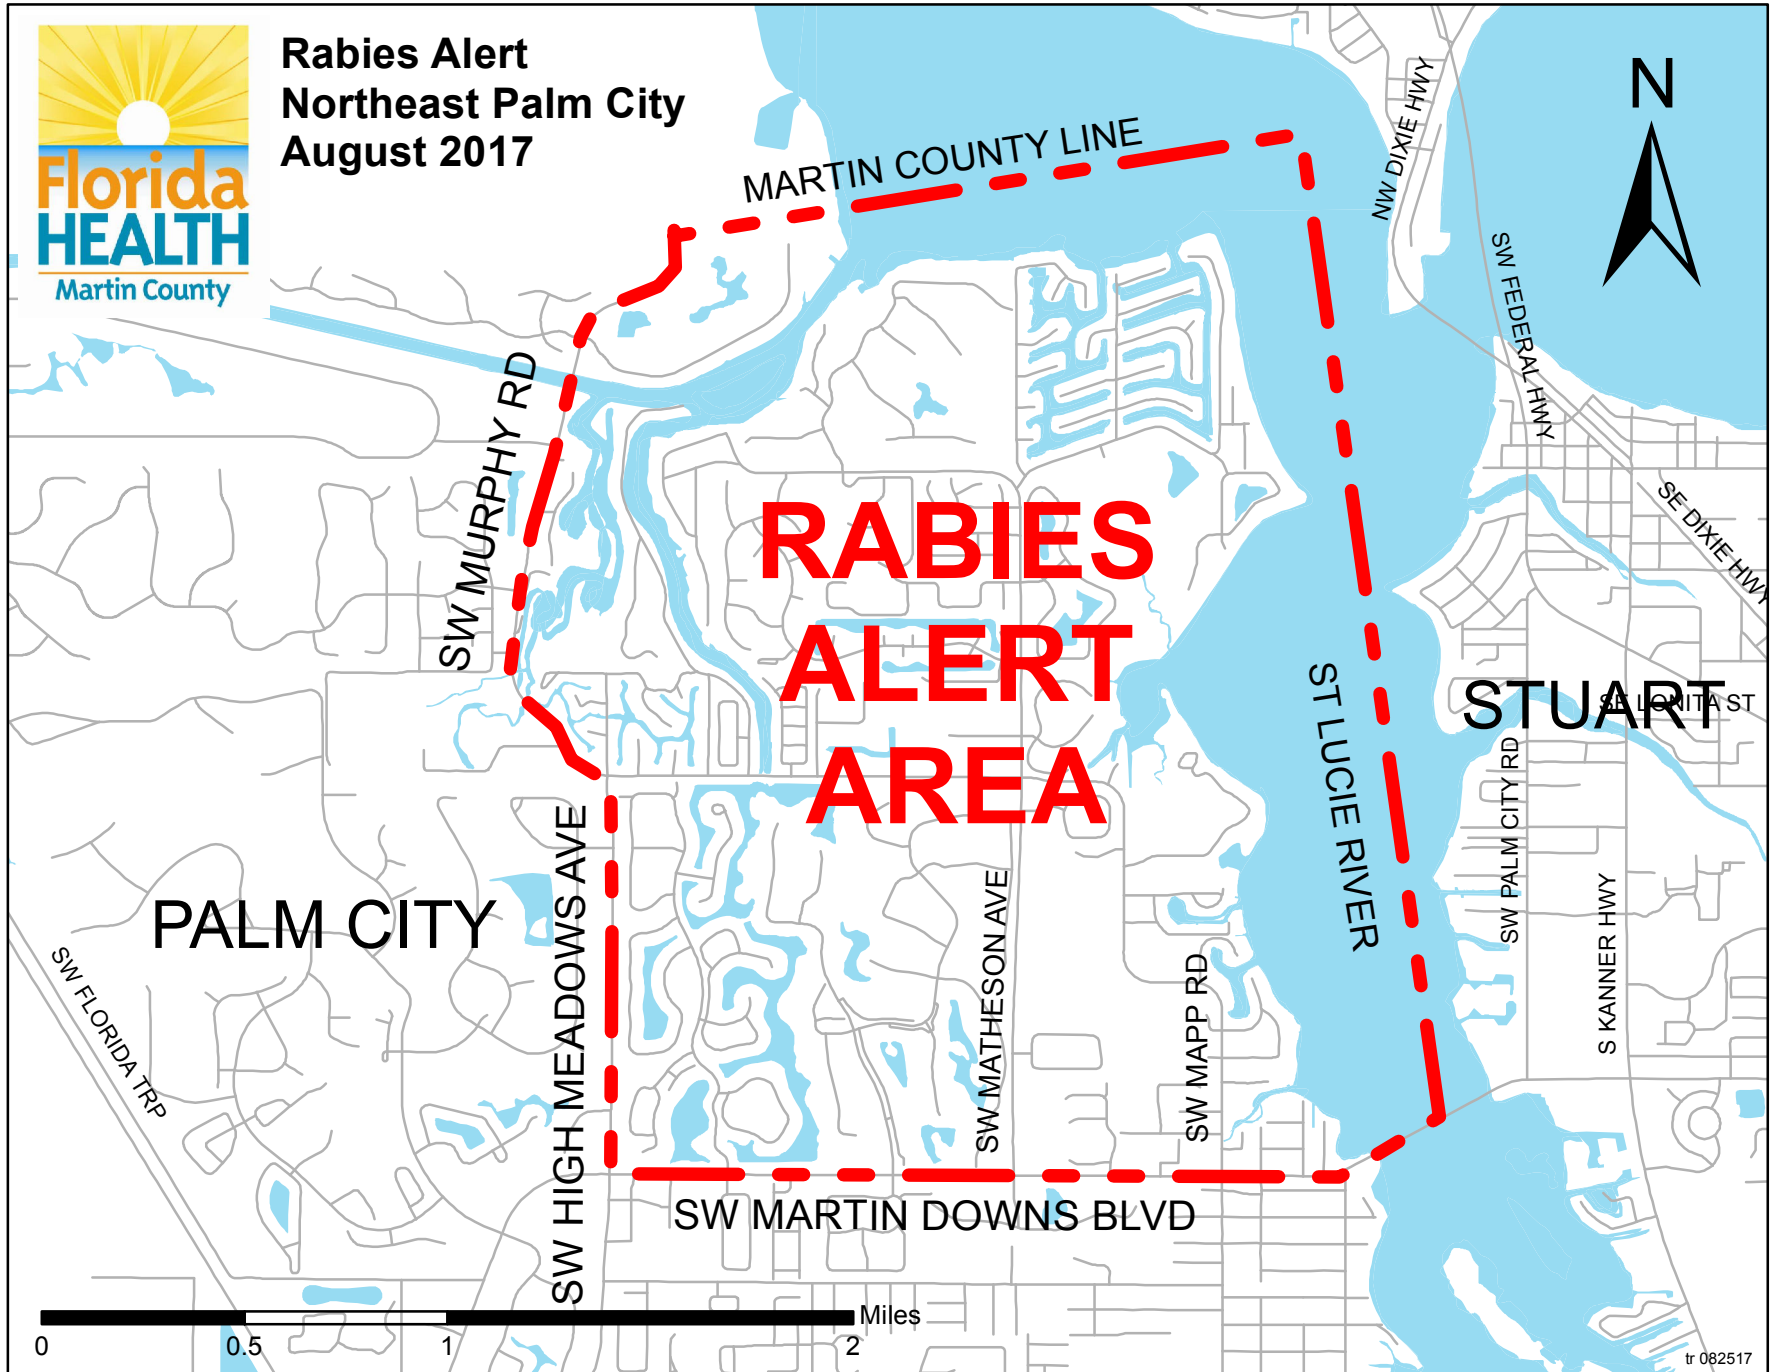 Rabies Alert
Northeast Palm City
August 2017
Florida
HEALTH
Martin County
N
MARTIN COUNTY LINE
NW DIXIE HWY
SW FEDERAL HWY
SW MURPHY RD
SE DIXIE HWY
RABIES
ALERT
AREA
ST LUCIE RIVER
STUART
SE LONITA ST
SW PALM CITY RD
PALM CITY
SW HIGH MEADOWS AVE
SW MATHESON AVE
SW MAPP RD
S KANNER HWY
SW FLORIDA TRP
SW MARTIN DOWNS BLVD
Miles
0 0.5 1 2
tr 082517